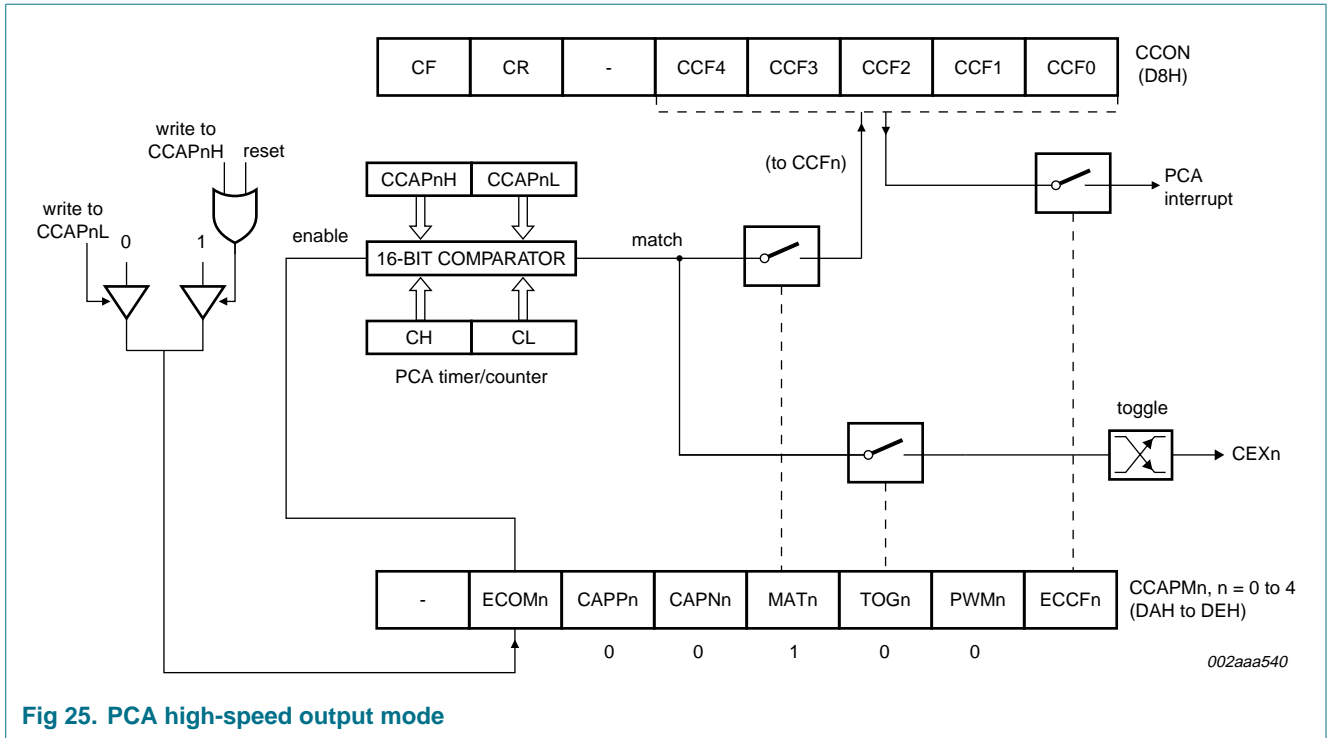 CF CR - CCF4 CCF3 CCF2 CCF1 CCF0
CCON
(D8H)
write to
CCAPnH
reset
write to
CCAPnL
0
1
enable
CCAPnH CCAPnL
16-BIT COMPARATOR
CH CL
PCA timer/counter
match
(to CCFn)
PCA
interrupt
toggle
CEXn
- ECOMn CAPPn CAPNn MATn TOGn PWMn ECCFn
CCAPMn, n = 0 to 4
(DAH to DEH)
0 0 1 0 0
002aaa540
Fig 25. PCA high-speed output mode